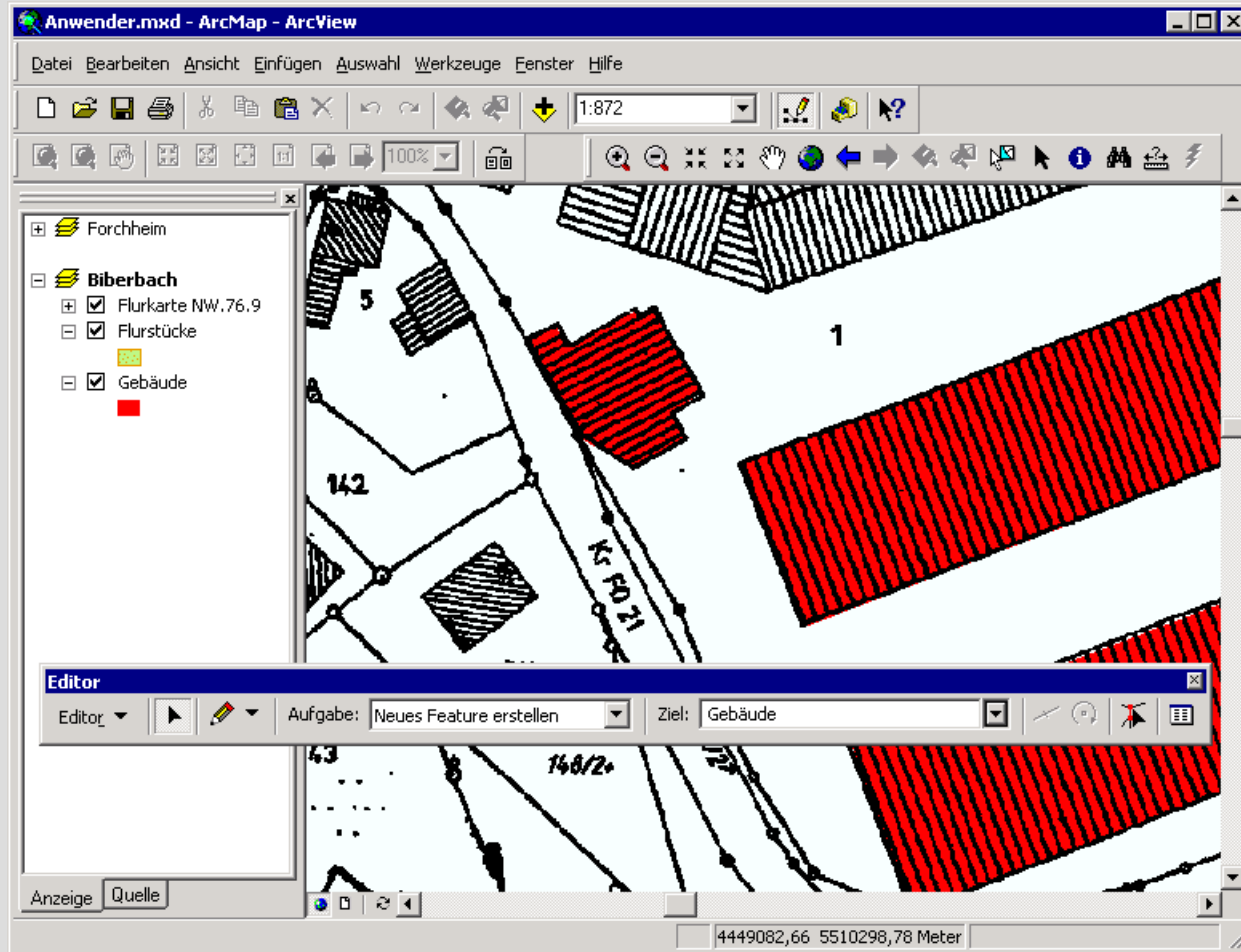 Anwender.mxd - ArcMap - ArcView
Datei Bearbeiten Ansicht Einfügen Auswahl Werkzeuge Fenster Hilfe
1:872
100%
Forchheim
Biberbach
Flurkarte NW.76.9
Flurstücke
Gebäude
5
1
142
Kr FO 21
Editor
Editor Aufgabe: Neues Feature erstellen Ziel: Gebäude
43
148/2
Anzeige Quelle
4449082,66 5510298,78 Meter